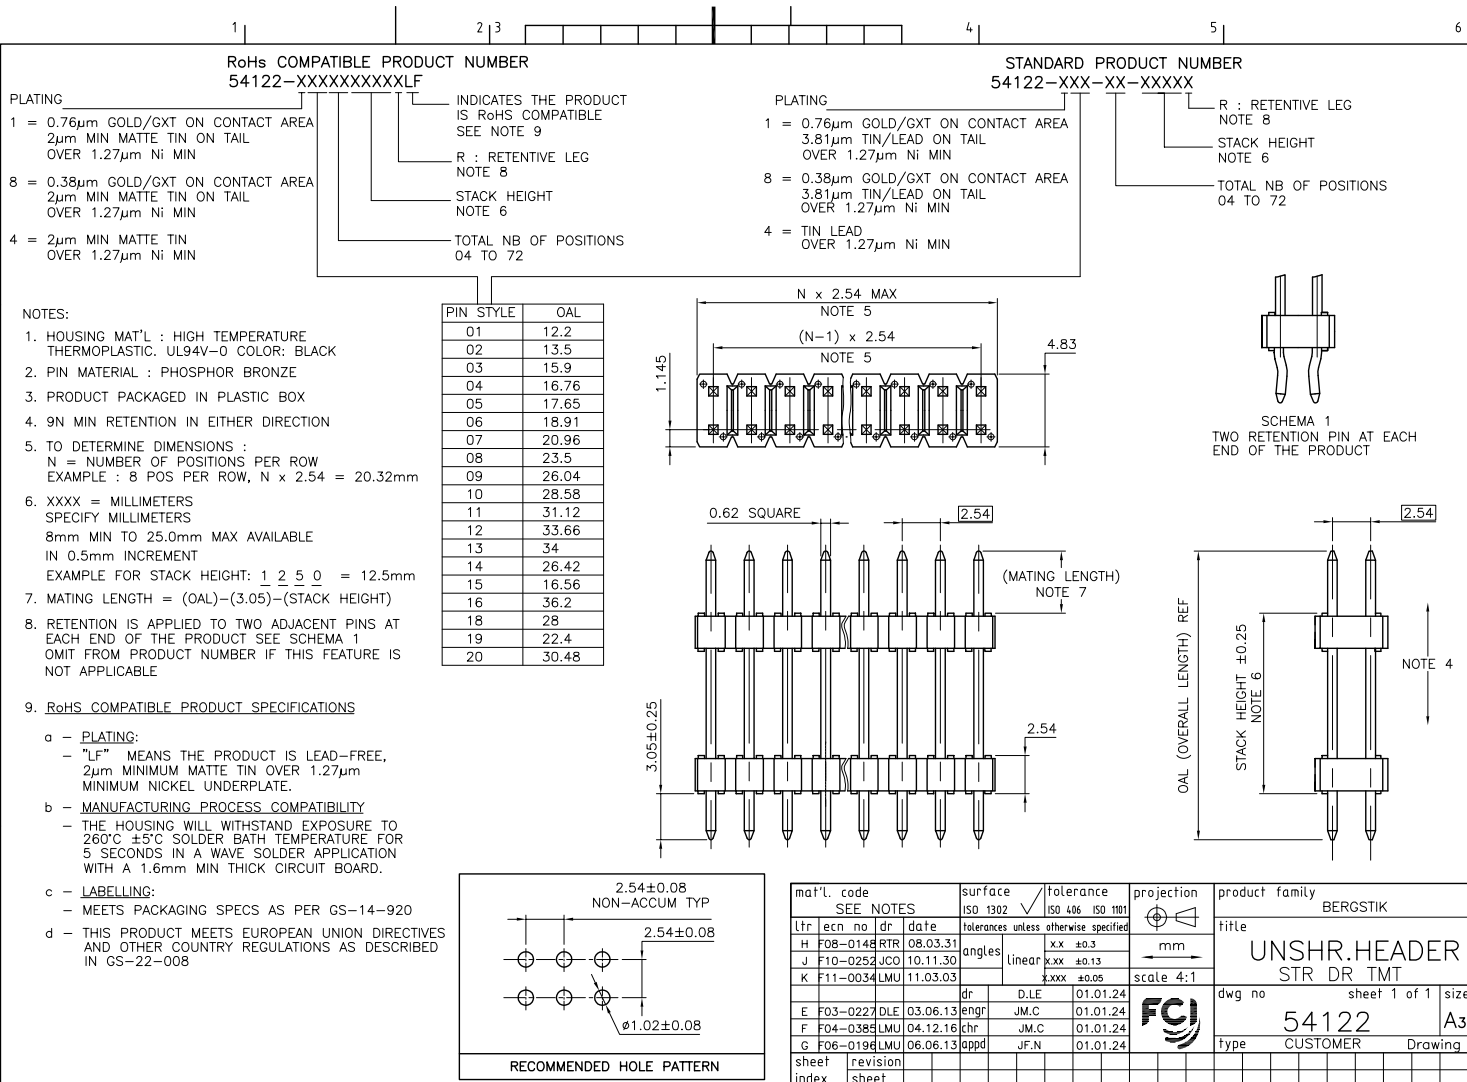 1 2 3 4 5 6
RoHs COMPATIBLE PRODUCT NUMBER
54122-XXXXXXXXXXLF
PLATING
1 = 0.76µm GOLD/GXT ON CONTACT AREA
2µm MIN MATTE TIN ON TAIL
OVER 1.27µm Ni MIN
8 = 0.38µm GOLD/GXT ON CONTACT AREA
2µm MIN MATTE TIN ON TAIL
OVER 1.27µm Ni MIN
4 = 2µm MIN MATTE TIN
OVER 1.27µm Ni MIN
INDICATES THE PRODUCT
IS RoHS COMPATIBLE
SEE NOTE 9
R : RETENTIVE LEG
NOTE 8
STACK HEIGHT
NOTE 6
TOTAL NB OF POSITIONS
04 TO 72
STANDARD PRODUCT NUMBER
54122-XXX-XX-XXXXX
PLATING
1 = 0.76µm GOLD/GXT ON CONTACT AREA
3.81µm TIN/LEAD ON TAIL
OVER 1.27µm Ni MIN
8 = 0.38µm GOLD/GXT ON CONTACT AREA
3.81µm TIN/LEAD ON TAIL
OVER 1.27µm Ni MIN
4 = TIN LEAD
OVER 1.27µm Ni MIN
R : RETENTIVE LEG
NOTE 8
STACK HEIGHT
NOTE 6
TOTAL NB OF POSITIONS
04 TO 72
NOTES:
1. HOUSING MAT'L : HIGH TEMPERATURE
THERMOPLASTIC. UL94V-0 COLOR: BLACK
2. PIN MATERIAL : PHOSPHOR BRONZE
3. PRODUCT PACKAGED IN PLASTIC BOX
4. 9N MIN RETENTION IN EITHER DIRECTION
5. TO DETERMINE DIMENSIONS :
N = NUMBER OF POSITIONS PER ROW
EXAMPLE : 8 POS PER ROW, N x 2.54 = 20.32mm
6. XXXX = MILLIMETERS
SPECIFY MILLIMETERS
8mm MIN TO 25.0mm MAX AVAILABLE
IN 0.5mm INCREMENT
EXAMPLE FOR STACK HEIGHT: 1 2 5 0 = 12.5mm
7. MATING LENGTH = (OAL)-(3.05)-(STACK HEIGHT)
8. RETENTION IS APPLIED TO TWO ADJACENT PINS AT
EACH END OF THE PRODUCT SEE SCHEMA 1
OMIT FROM PRODUCT NUMBER IF THIS FEATURE IS
NOT APPLICABLE
9. RoHS COMPATIBLE PRODUCT SPECIFICATIONS
a - PLATING:
- "LF" MEANS THE PRODUCT IS LEAD-FREE,
2µm MINIMUM MATTE TIN OVER 1.27µm
MINIMUM NICKEL UNDERPLATE.
b - MANUFACTURING PROCESS COMPATIBILITY
- THE HOUSING WILL WITHSTAND EXPOSURE TO
260°C ±5°C SOLDER BATH TEMPERATURE FOR
5 SECONDS IN A WAVE SOLDER APPLICATION
WITH A 1.6mm MIN THICK CIRCUIT BOARD.
c - LABELLING:
- MEETS PACKAGING SPECS AS PER GS-14-920
d - THIS PRODUCT MEETS EUROPEAN UNION DIRECTIVES
AND OTHER COUNTRY REGULATIONS AS DESCRIBED
IN GS-22-008
PIN STYLE OAL
01 12.2
02 13.5
03 15.9
04 16.76
05 17.65
06 18.91
07 20.96
08 23.5
09 26.04
10 28.58
11 31.12
12 33.66
13 34
14 26.42
15 16.56
16 36.2
18 28
19 22.4
20 30.48
N x 2.54 MAX
NOTE 5
(N-1) x 2.54
NOTE 5
4.83
1.145
SCHEMA 1
TWO RETENTION PIN AT EACH
END OF THE PRODUCT
0.62 SQUARE
2.54
(MATING LENGTH)
NOTE 7
3.05±0.25
2.54
2.54
OAL (OVERALL LENGTH) REF
STACK HEIGHT ±0.25
NOTE 6
NOTE 4
2.54±0.08
NON-ACCUM TYP
2.54±0.08
ø1.02±0.08
RECOMMENDED HOLE PATTERN
mat'l. code
SEE NOTES
surface
ISO 1302
tolerance
ISO 406 ISO 1101
projection
product family
BERGSTIK
ltr ecn no dr date
H F08-0148 RTR 08.03.31
J F10-0252 JCO 10.11.30
K F11-0034 LMU 11.03.03
E F03-0227 DLE 03.06.13
F F04-0385 LMU 04.12.16
G F06-0196 LMU 06.06.13
tolerances unless otherwise specified
angles
linear
X.X ±0.3
X.XX ±0.13
X.XXX ±0.05
mm
scale 4:1
dr D.LE 01.01.24
engr JM.C 01.01.24
chr JM.C 01.01.24
appd JF.N 01.01.24
FCJ
title
UNSHR.HEADER
STR DR TMT
dwg no sheet 1 of 1 size
54122 A3
type CUSTOMER Drawing
sheet revision
index sheet